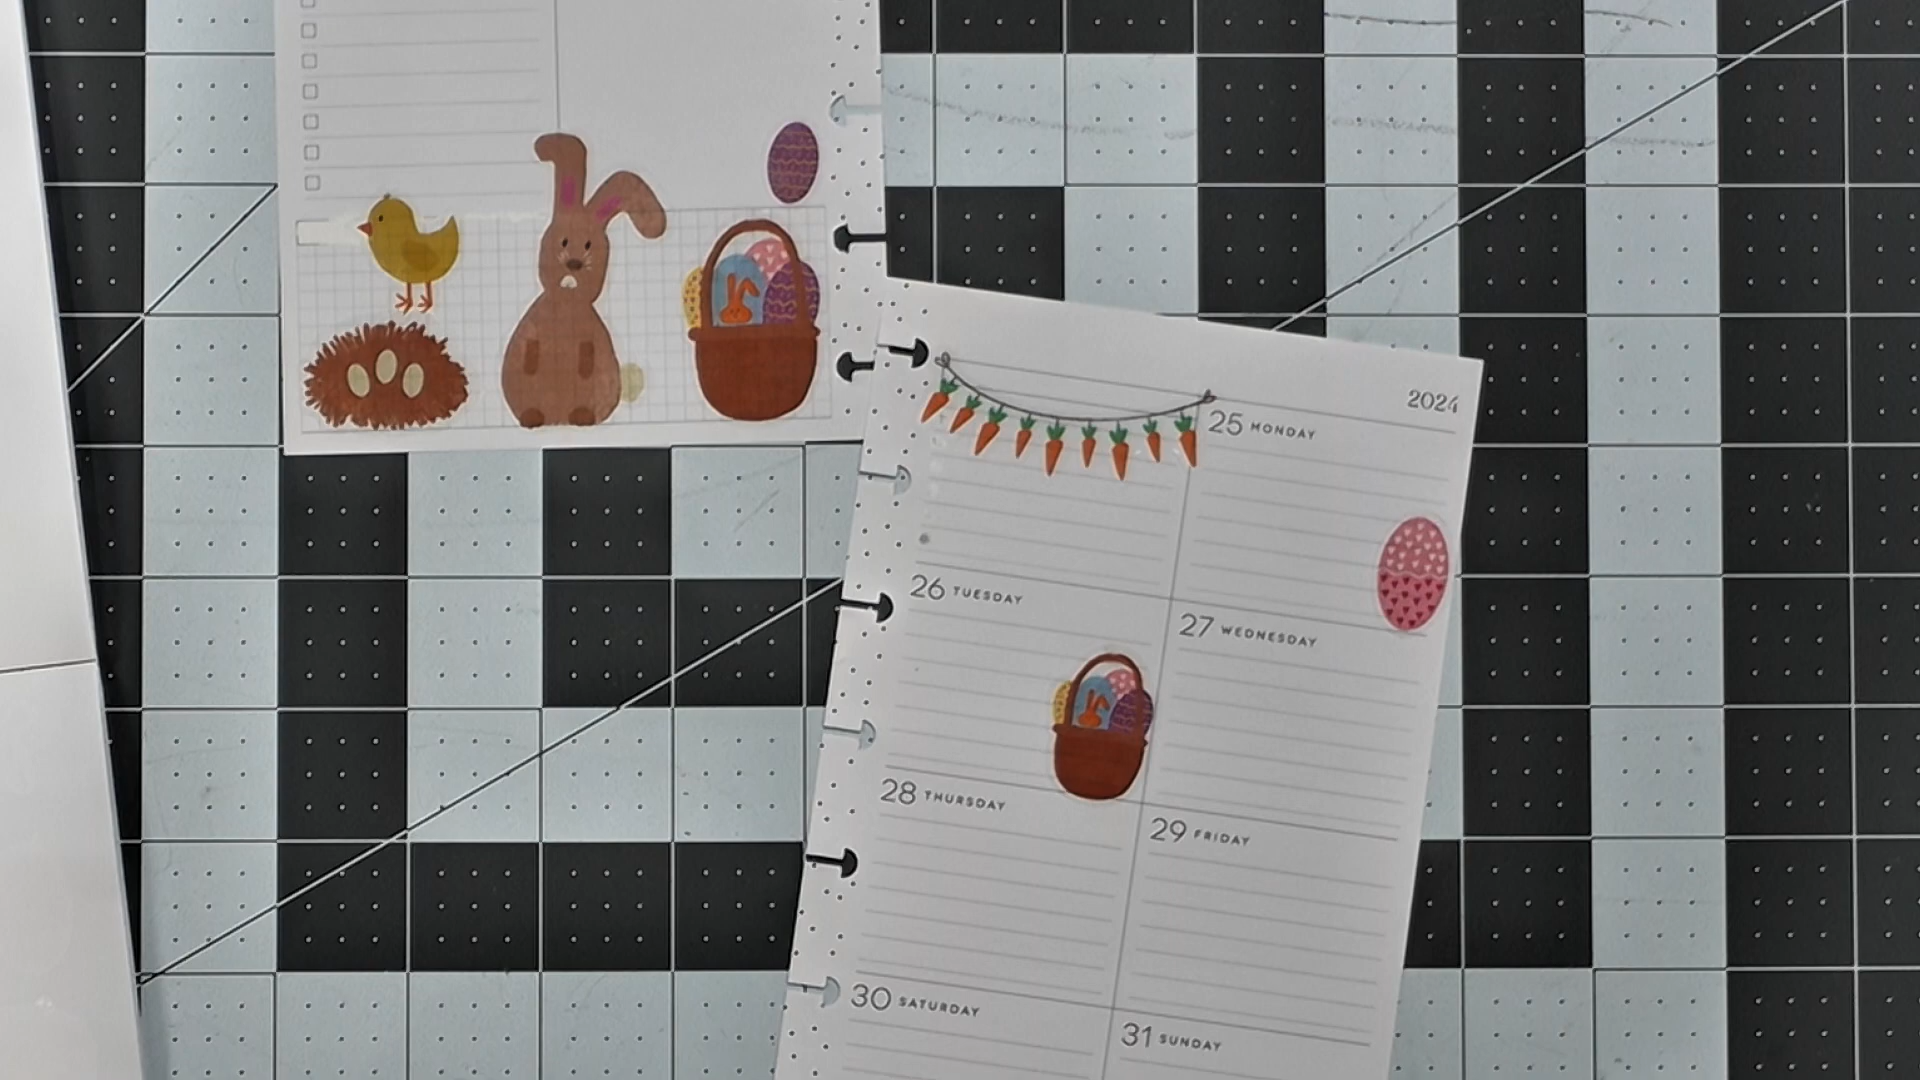 2024
25 MONDAY
26 TUESDAY
27 WEDNESDAY
28 THURSDAY
29 FRIDAY
30 SATURDAY
31 SUNDAY